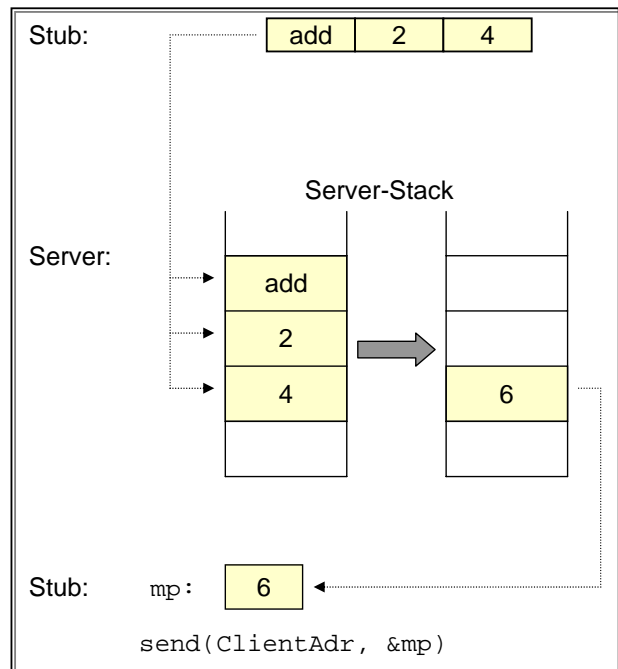 Stub: add 2 4
Server-Stack
Server:
add
2
4 6
Stub: mp: 6
send(ClientAdr, &mp)